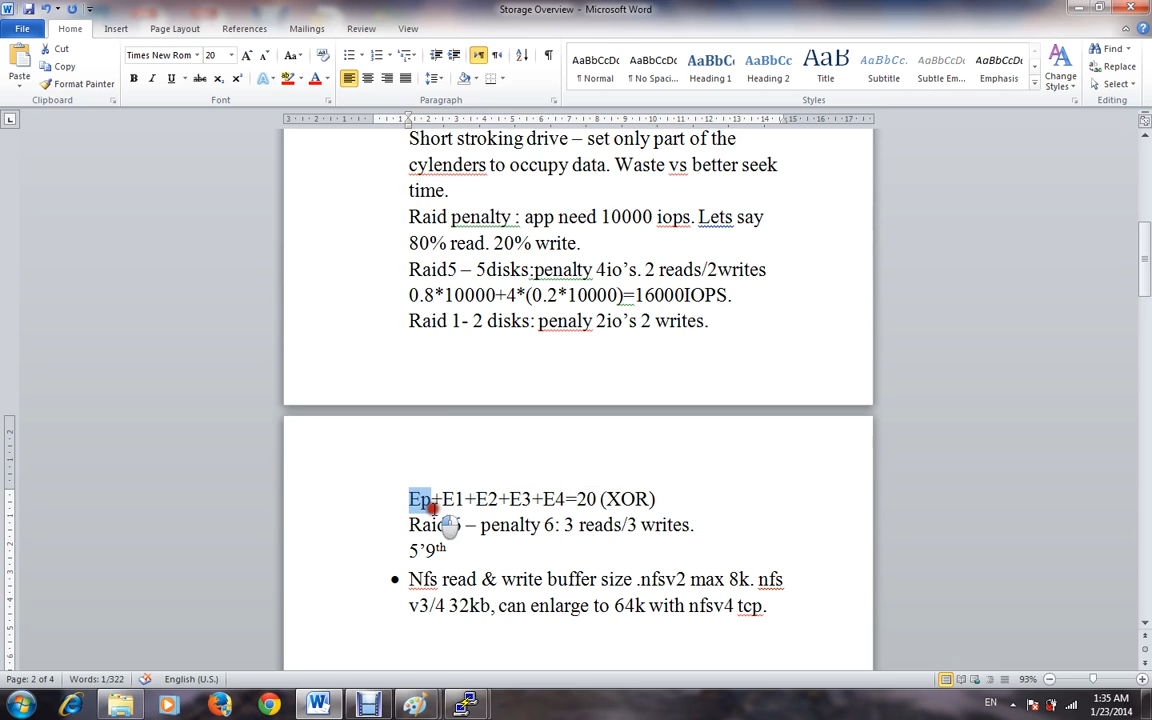 Storage Overview - Microsoft Word
File
Home
Insert
Page Layout
References
Mailings
Review
View
Paste
Cut
Copy
Format Painter
Clipboard
Times New Rom
20
Font
Paragraph
AaBbCcDc
¶ Normal
AaBbCcDc
¶ No Spaci...
AaBbCc
Heading 1
AaBbCc
Heading 2
AaB
Title
AaBbCc.
Subtitle
AaBbCcDc
Subtle Em...
AaBbCcDc
Emphasis
Change
Styles
Styles
Find
Replace
Select
Editing
Short stroking drive – set only part of the
cylenders to occupy data. Waste vs better seek
time.
Raid penalty : app need 10000 iops. Lets say
80% read. 20% write.
Raid5 – 5disks:penalty 4io’s. 2 reads/2writes
0.8*10000+4*(0.2*10000)=16000IOPS.
Raid 1- 2 disks: penaly 2io’s 2 writes.
Ep+E1+E2+E3+E4=20 (XOR)
Raid – penalty 6: 3 reads/3 writes.
5’9th
• Nfs read & write buffer size .nfsv2 max 8k. nfs
v3/4 32kb, can enlarge to 64k with nfsv4 tcp.
Page: 2 of 4
Words: 1/322
English (U.S.)
93%
EN
1:35 AM
1/23/2014